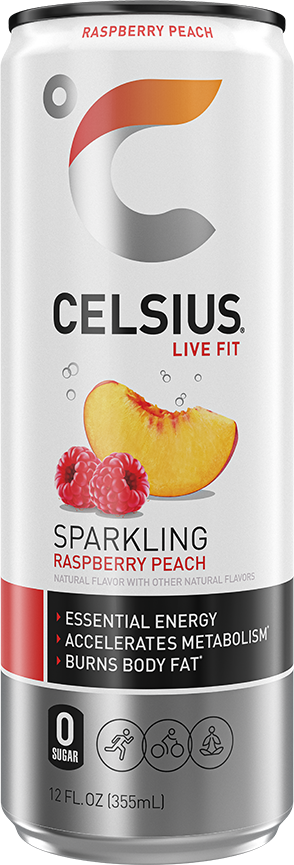 RASPBERRY PEACH
CELSIUS®
LIVE FIT
SPARKLING
RASPBERRY PEACH
NATURAL FLAVOR WITH OTHER NATURAL FLAVORS
› ESSENTIAL ENERGY
› ACCELERATES METABOLISM*
› BURNS BODY FAT*
0
SUGAR
12 FL. OZ (355mL)